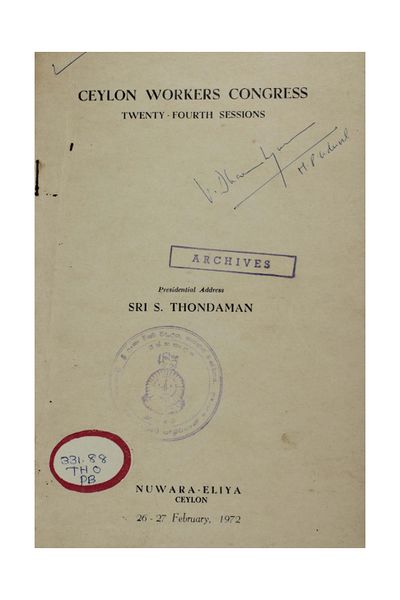 CEYLON WORKERS CONGRESS
TWENTY-FOURTH SESSIONS
ARCHIVES
Presidential Address
SRI S. THONDAMAN
331.88
THO
PB
NUWARA-ELIYA
CEYLON
26-27 February, 1972